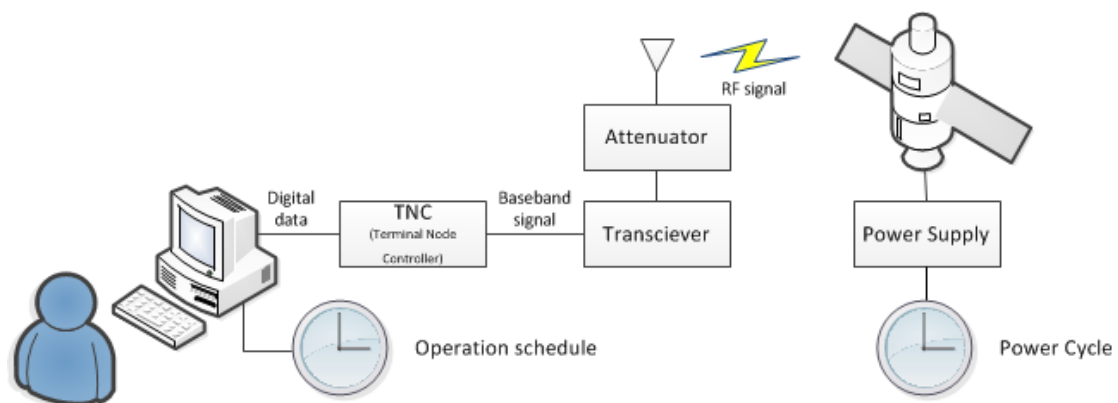 RF signal
Attenuator
Digital
data
TNC
(Terminal Node
Controller)
Baseband
signal
Transciever
Power Supply
Operation schedule
Power Cycle